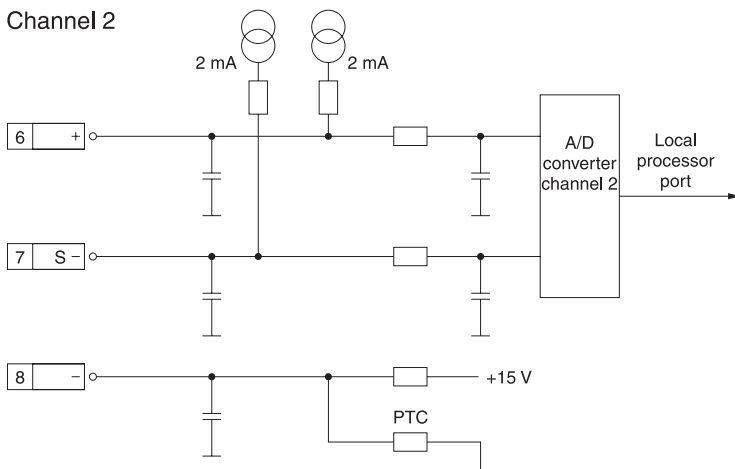 Channel 2
2 mA
2 mA
6 +
A/D
converter
channel 2
Local
processor
port
7 S −
8 −
+15 V
PTC